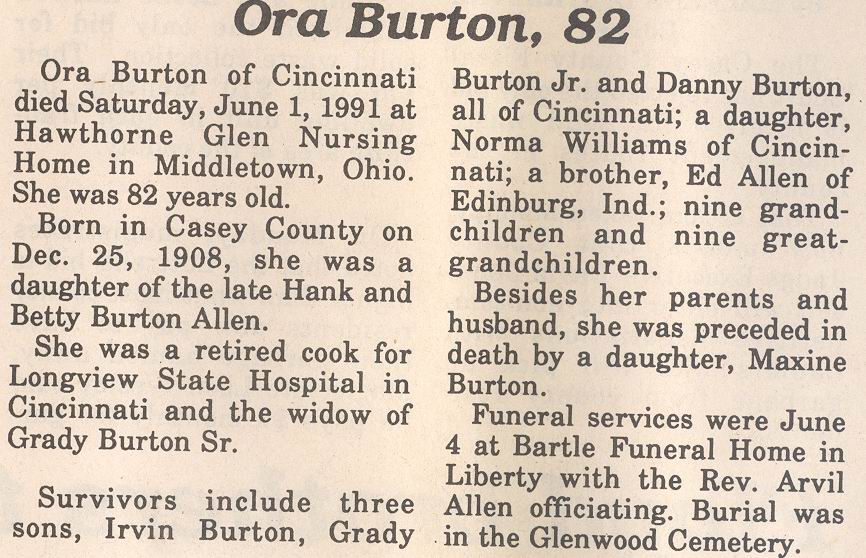 Ora Burton, 82
Ora Burton of Cincinnati
died Saturday, June 1, 1991 at
Hawthorne Glen Nursing
Home in Middletown, Ohio.
She was 82 years old.
Born in Casey County on
Dec. 25, 1908, she was a
daughter of the late Hank and
Betty Burton Allen.
She was a retired cook for
Longview State Hospital in
Cincinnati and the widow of
Grady Burton Sr.
Survivors include three
sons, Irvin Burton, Grady
Burton Jr. and Danny Burton,
all of Cincinnati; a daughter,
Norma Williams of Cincin-
nati; a brother, Ed Allen of
Edinburg, Ind.; nine grand-
children and nine great-
grandchildren.
Besides her parents and
husband, she was preceded in
death by a daughter, Maxine
Burton.
Funeral services were June
4 at Bartle Funeral Home in
Liberty with the Rev. Arvil
Allen officiating. Burial was
in the Glenwood Cemetery.